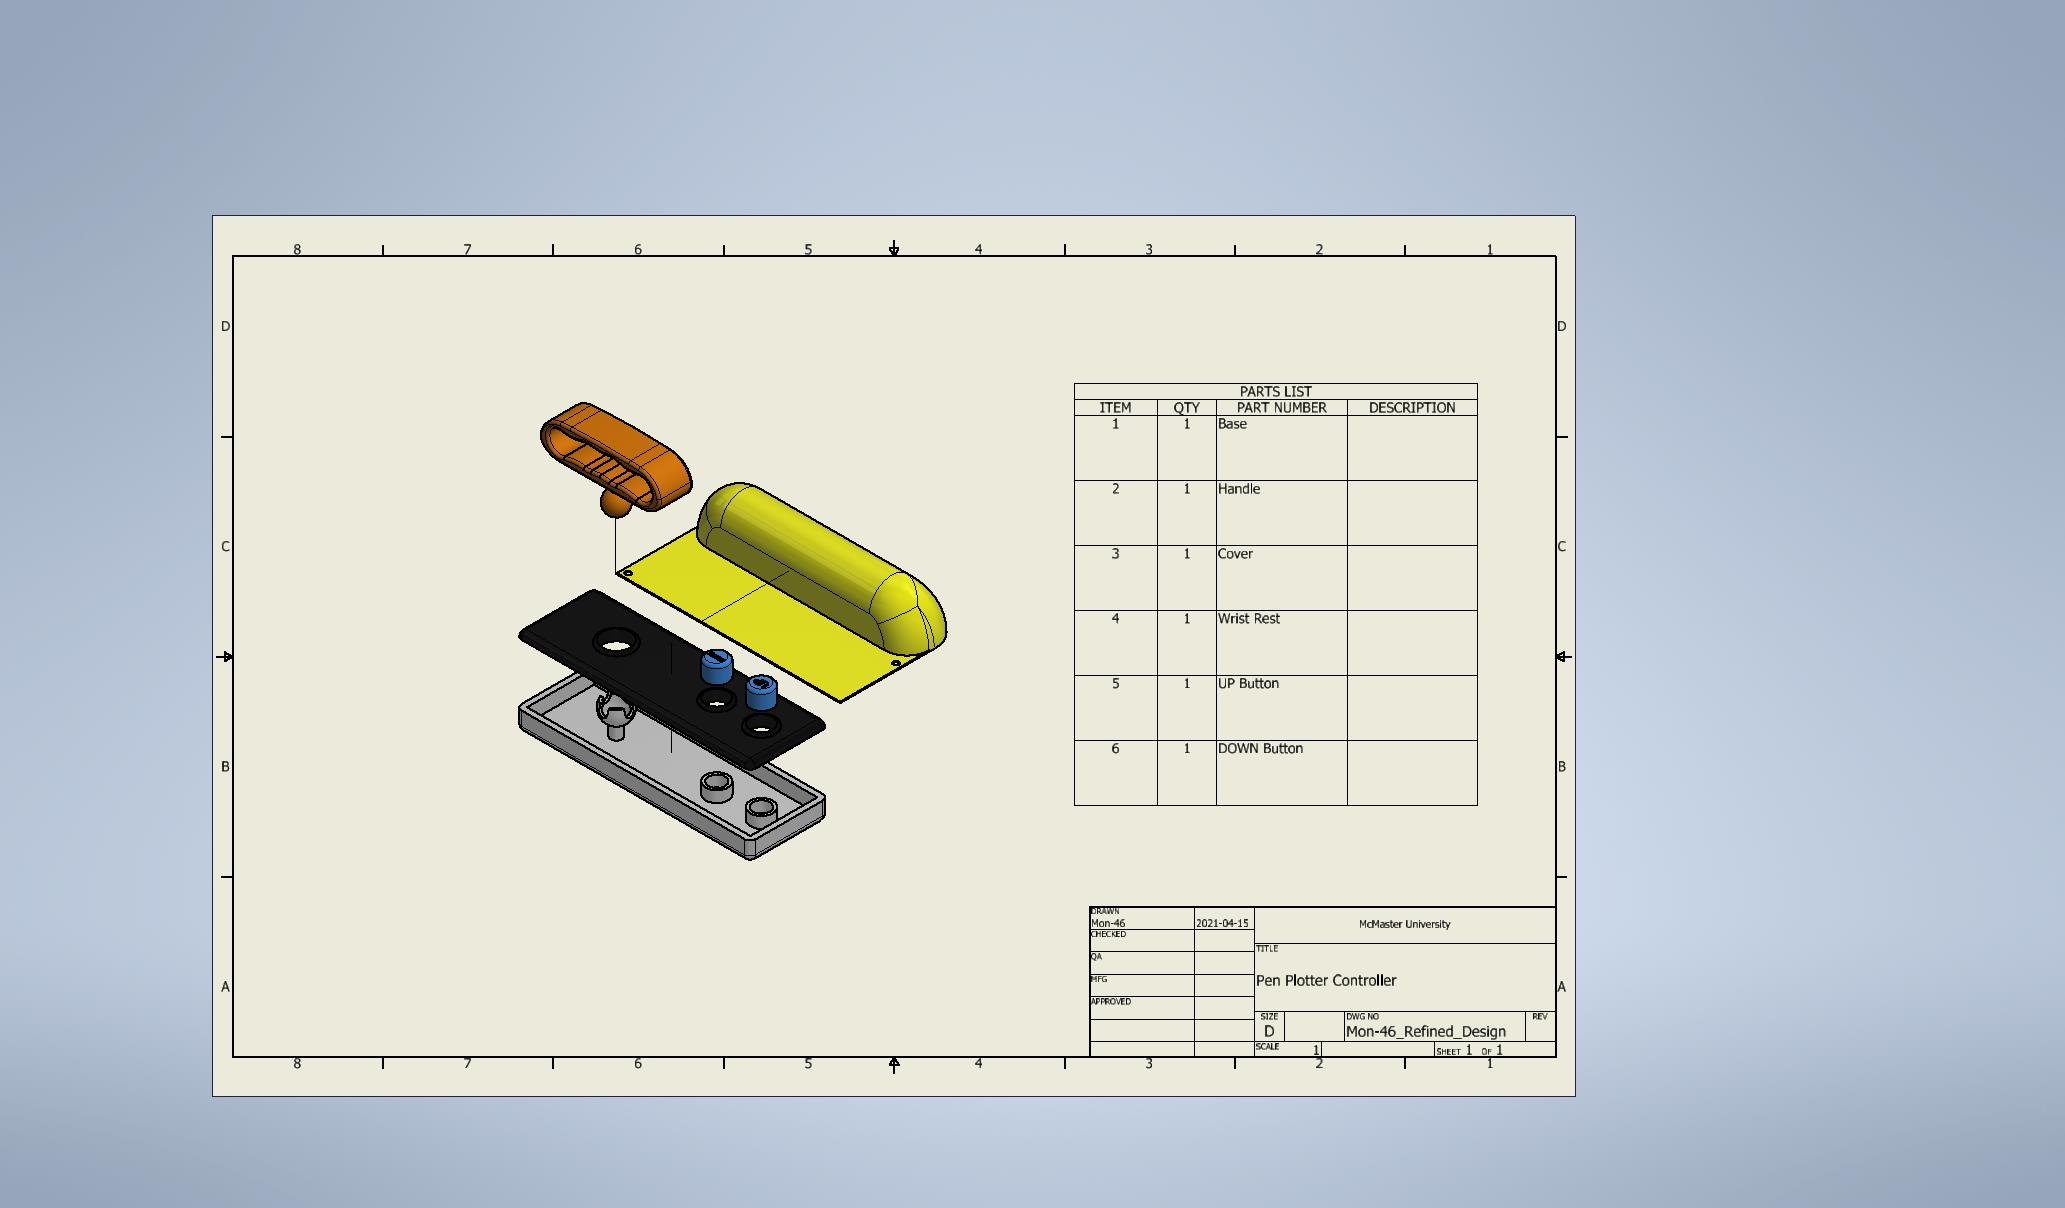 8 7 6 5 4 3 2 1
D D
PARTS LIST
ITEM QTY PART NUMBER DESCRIPTION
1 1 Base
2 1 Handle
C C
3 1 Cover
4 1 Wrist Rest
5 1 UP Button
6 1 DOWN Button
B B
DRAWN
Mon-46 2021-04-15
McMaster University
CHECKED
TITLE
QA
MFG
Pen Plotter Controller
A A
APPROVED
SIZE
D
DWG NO
Mon-46_Refined_Design
REV
SCALE 1
SHEET 1 OF 1
8 7 6 5 4 3 2 1